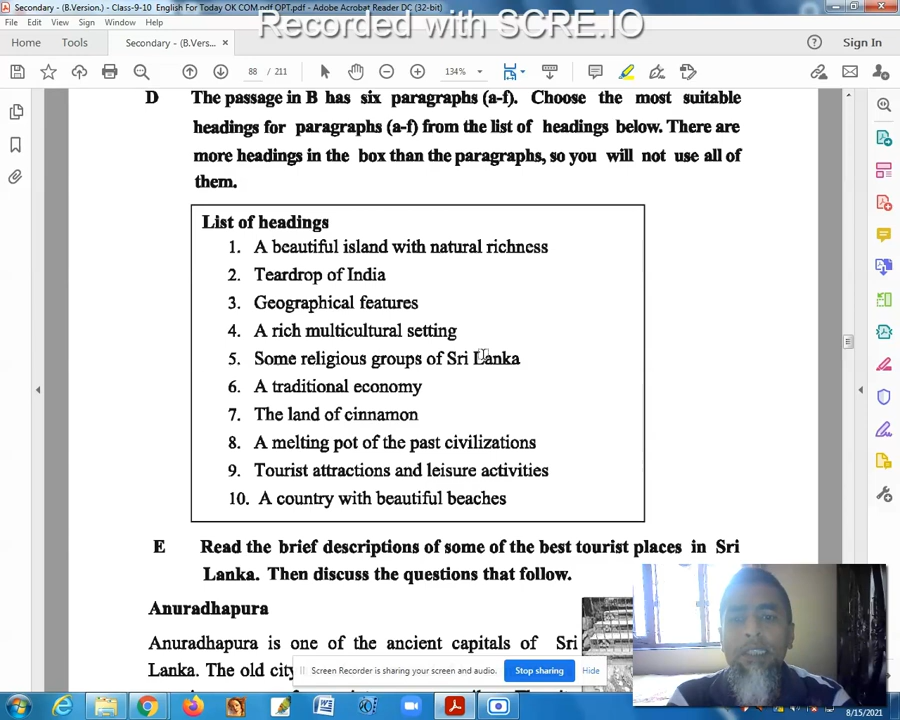 Secondary - (B.Version.) - Class-9-10 English For Today OK COM.pdf OPT.pdf - Adobe Acrobat Reader DC (32-bit)
Recorded with SCRE.IO
File Edit View Sign Window Help
Home Tools Secondary - (B.Vers... × Sign In
88 / 211 134%
D The passage in B has six paragraphs (a-f). Choose the most suitable
headings for paragraphs (a-f) from the list of headings below. There are
more headings in the box than the paragraphs, so you will not use all of
them.
List of headings
1. A beautiful island with natural richness
2. Teardrop of India
3. Geographical features
4. A rich multicultural setting
5. Some religious groups of Sri Lanka
6. A traditional economy
7. The land of cinnamon
8. A melting pot of the past civilizations
9. Tourist attractions and leisure activities
10. A country with beautiful beaches
E Read the brief descriptions of some of the best tourist places in Sri
Lanka. Then discuss the questions that follow.
Anuradhapura
Anuradhapura is one of the ancient capitals of Sri
Lanka. The old city
Screen Recorder is sharing your screen and audio. Stop sharing Hide
8/15/2021